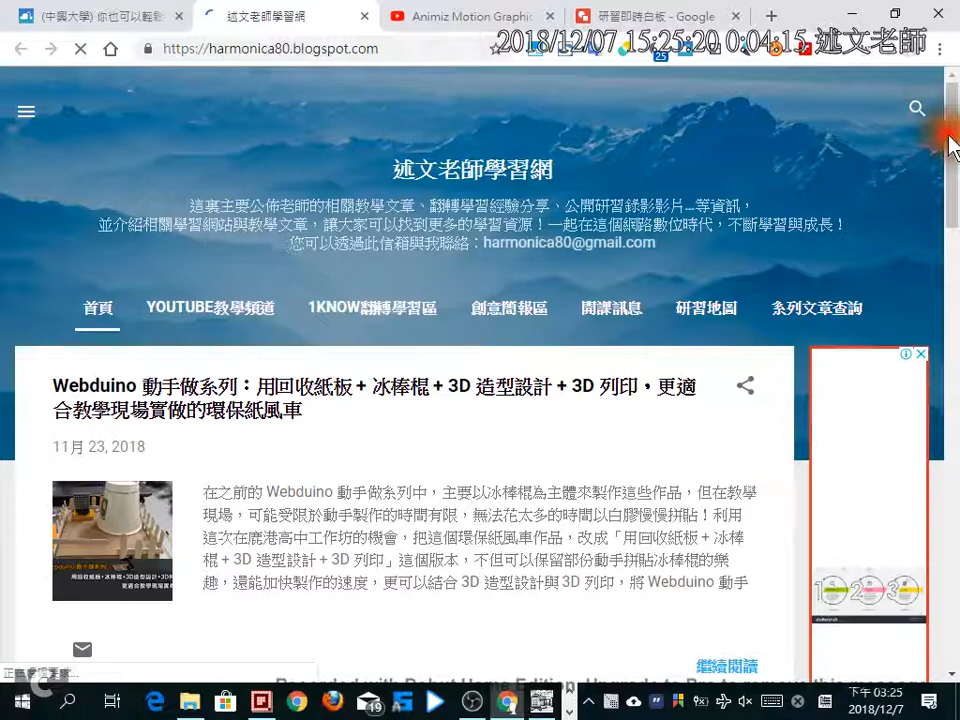 (中興大學) 你也可以輕鬆
述文老師學習網
Animiz Motion Graphic
研習即時白板 - Google
https://harmonica80.blogspot.com
2018/12/07 15:25:20 0:04:15 述文老師
25
述文老師學習網
這裏主要公佈老師的相關教學文章、翻轉學習經驗分享、公開研習錄影影片...等資訊，
並介紹相關學習網站與教學文章，讓大家可以找到更多的學習資源！一起在這個網路數位時代，不斷學習與成長！
您可以透過此信箱與我聯絡：harmonica80@gmail.com
首頁 YOUTUBE教學頻道 1KNOW翻轉學習區 創意簡報區 開課訊息 研習地圖 系列文章查詢
Webduino 動手做系列：用回收紙板 + 冰棒棍 + 3D 造型設計 + 3D 列印，更適
合教學現場實做的環保紙風車
11月 23, 2018
在之前的 Webduino 動手做系列中，主要以冰棒棍為主體來製作這些作品，但在教學
現場，可能受限於動手製作的時間有限，無法花太多的時間以白膠慢慢拼貼！利用
這次在鹿港高中工作坊的機會，把這個環保紙風車作品，改成「用回收紙板 + 冰棒
棍 + 3D 造型設計 + 3D 列印」這個版本，不但可以保留部份動手拼貼冰棒棍的樂
趣，還能加快製作的速度，更可以結合 3D 造型設計與 3D 列印，將 Webduino 動手
繼續閱讀
1 2 3
19
下午 03:25
2018/12/7